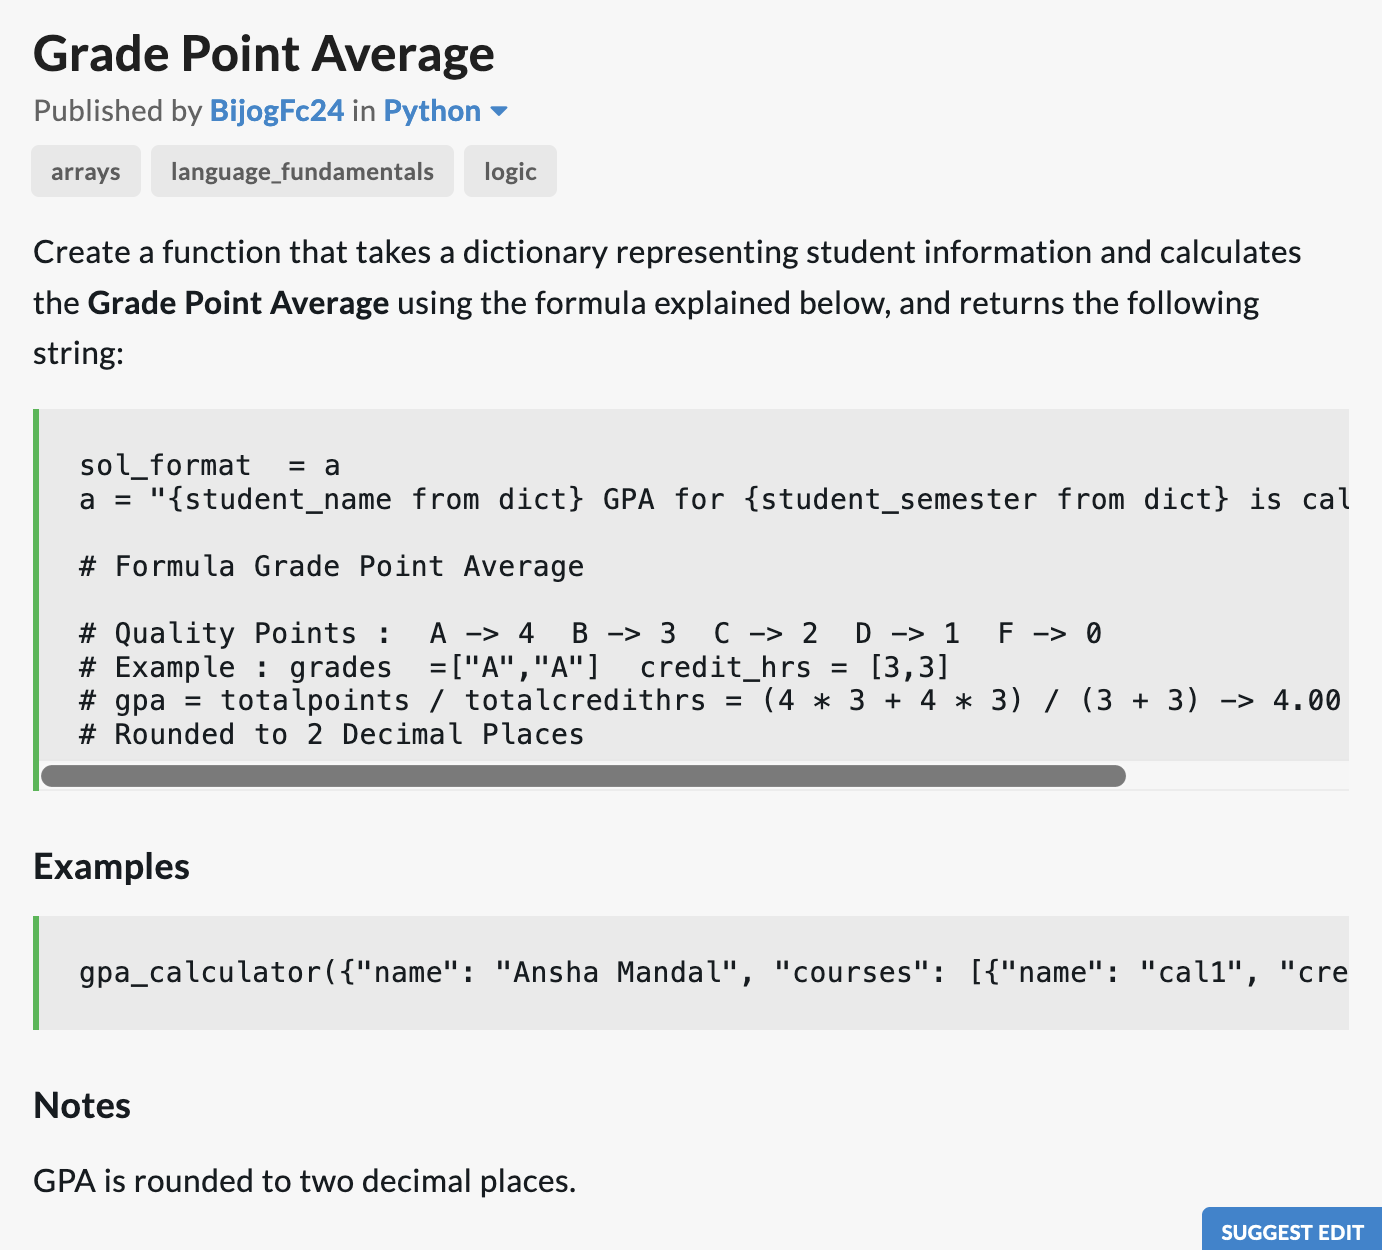 Grade Point Average
Published by BijogFc24 in Python
arrays language_fundamentals logic
Create a function that takes a dictionary representing student information and calculates
the Grade Point Average using the formula explained below, and returns the following
string:
sol_format  = a
a = "{student_name from dict} GPA for {student_semester from dict} is cal
# Formula Grade Point Average
# Quality Points :  A –> 4  B –> 3  C –> 2  D –> 1  F –> 0
# Example : grades  =["A","A"]  credit_hrs = [3,3]
# gpa = totalpoints / totalcredithrs = (4 * 3 + 4 * 3) / (3 + 3) –> 4.00
# Rounded to 2 Decimal Places
Examples
gpa_calculator({"name": "Ansha Mandal", "courses": [{"name": "cal1", "cre
Notes
GPA is rounded to two decimal places.
SUGGEST EDIT